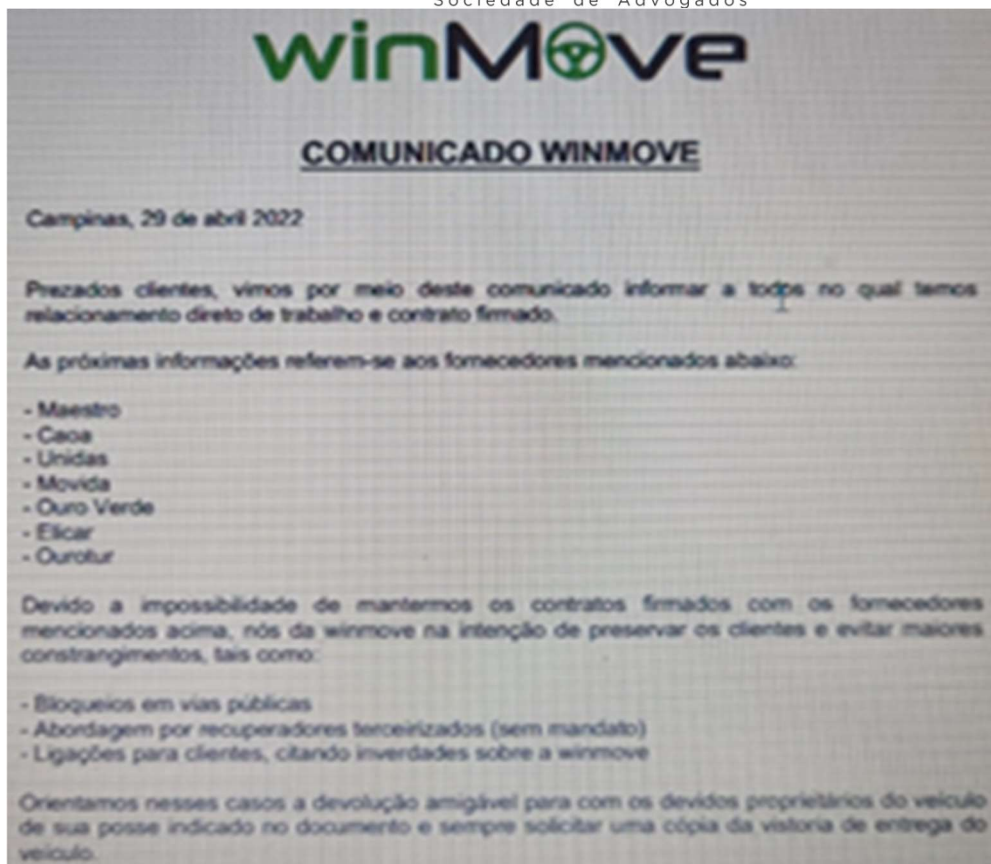 Sociedade de Advogados
winMove
COMUNICADO WINMOVE
Campinas, 29 de abril 2022
Prezados clientes, vimos por meio deste comunicado informar a todos no qual temos
relacionamento direto de trabalho e contrato firmado.
As próximas informações referem-se aos fornecedores mencionados abaixo:
- Maestro
- Caoa
- Unidas
- Movida
- Ouro Verde
- Elicar
- Ourotur
Devido a impossibilidade de mantermos os contratos firmados com os fornecedores
mencionados acima, nós da winmove na intenção de preservar os clientes e evitar maiores
constrangimentos, tais como:
- Bloqueios em vias públicas
- Abordagem por recuperadores terceirizados (sem mandato)
- Ligações para clientes, citando inverdades sobre a winmove
Orientamos nesses casos a devolução amigável para com os devidos proprietários do veículo
de sua posse indicado no documento e sempre solicitar uma cópia da vistoria de entrega do
veículo.